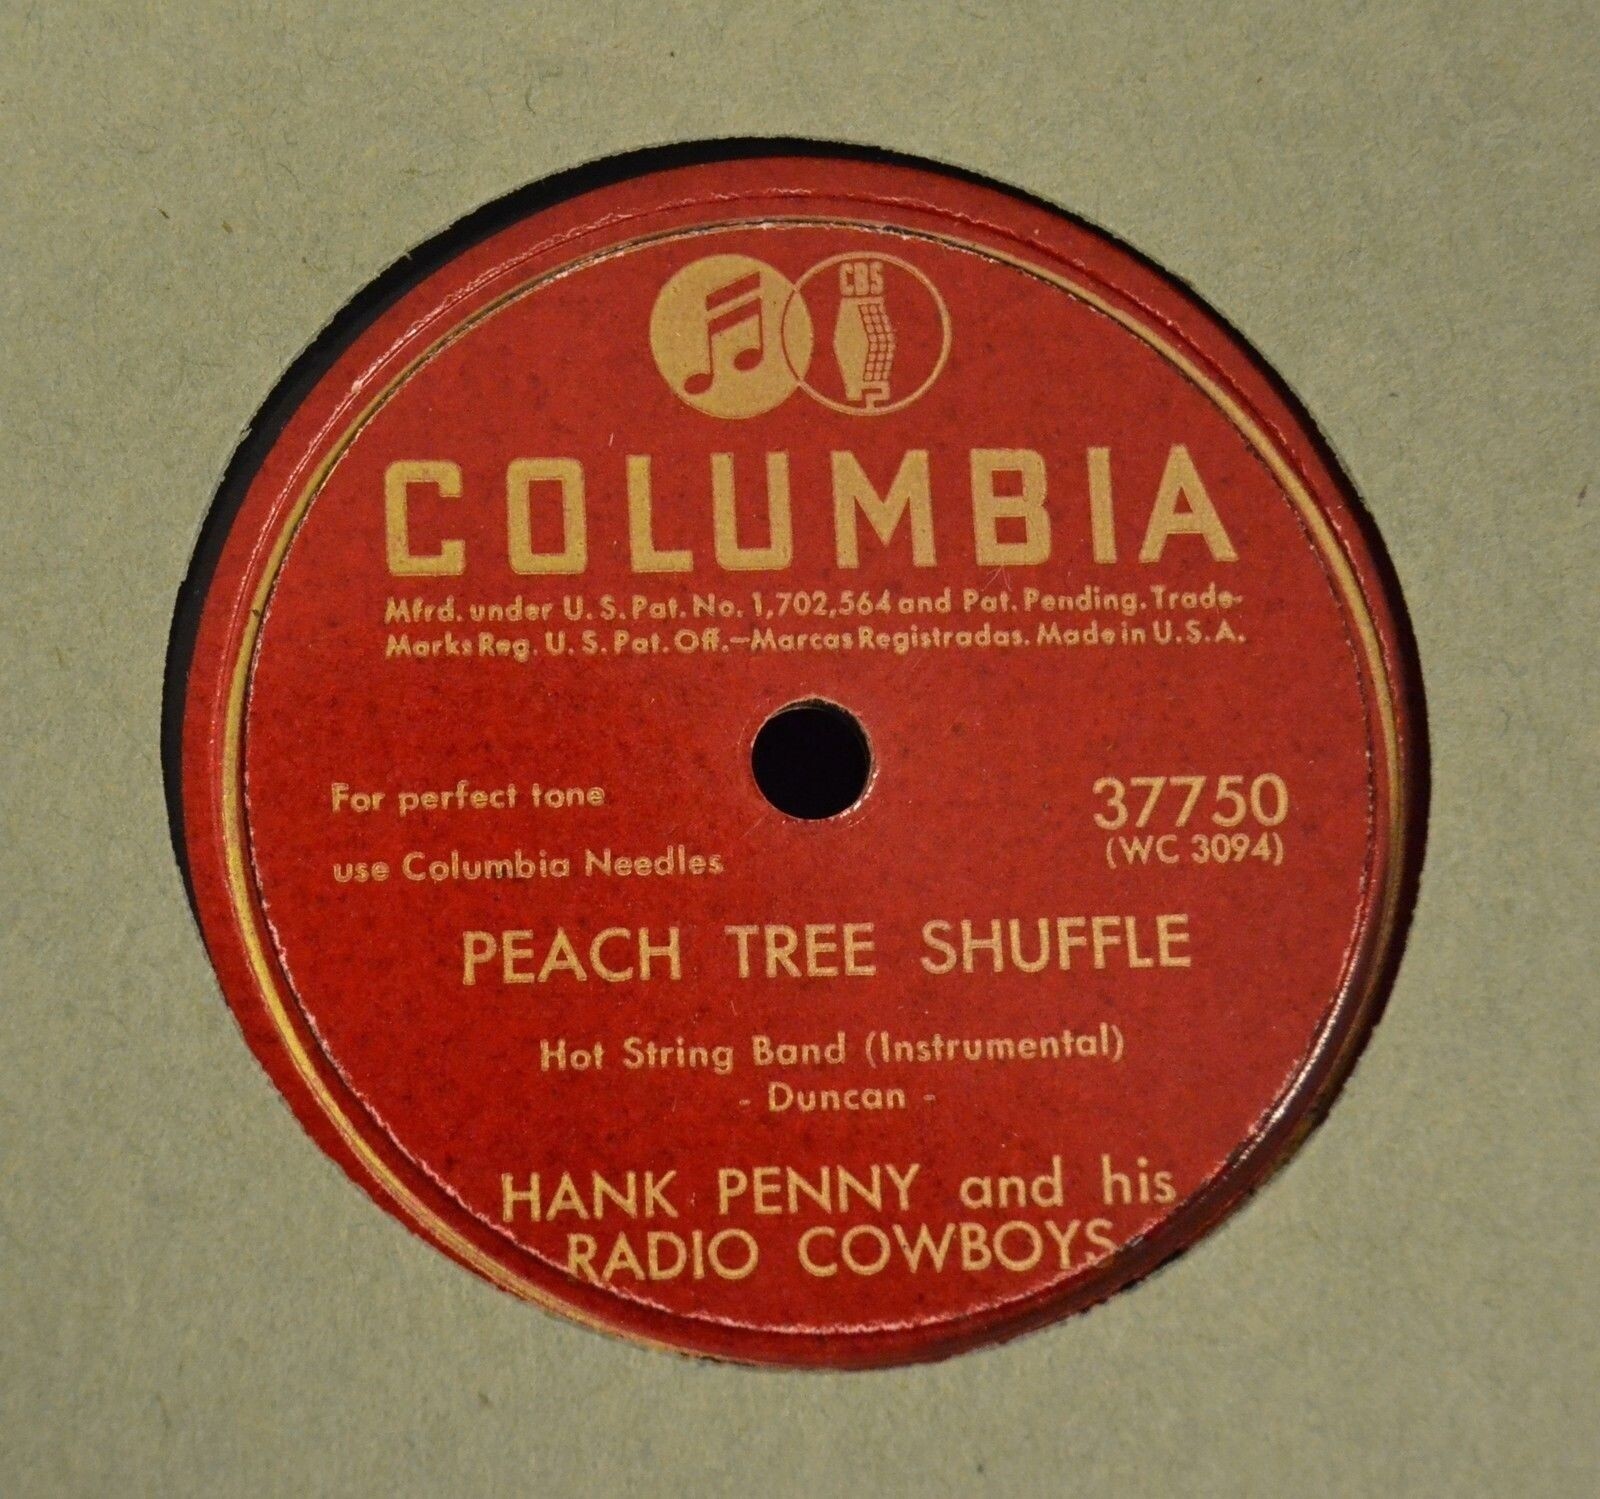 CBS
COLUMBIA
Mfrd. under U. S. Pat. No. 1,702,564 and Pat. Pending. Trade-
Marks Reg. U. S. Pat. Off.—Marcas Registradas. Made in U.S.A.
For perfect tone
use Columbia Needles
37750
(WC 3094)
PEACH TREE SHUFFLE
Hot String Band (Instrumental)
- Duncan -
HANK PENNY and his
RADIO COWBOYS